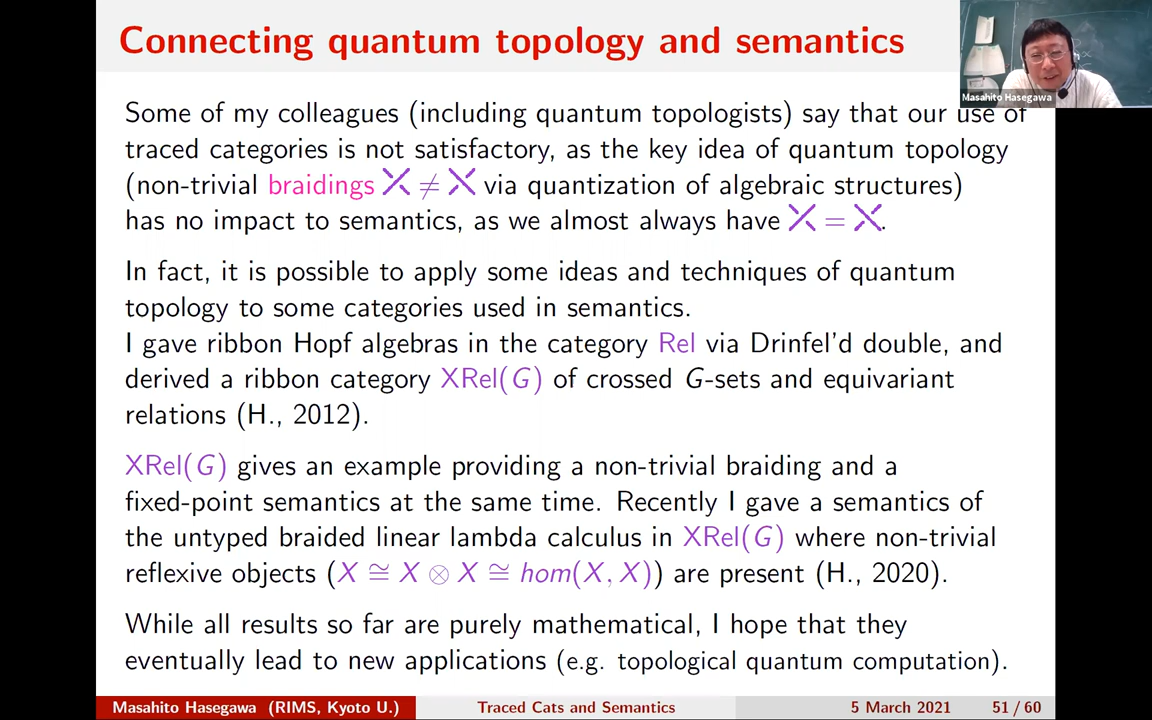 Connecting quantum topology and semantics
Masahito Hasegawa
Some of my colleagues (including quantum topologists) say that our use of
traced categories is not satisfactory, as the key idea of quantum topology
(non-trivial braidings ≠ via quantization of algebraic structures)
has no impact to semantics, as we almost always have = .
In fact, it is possible to apply some ideas and techniques of quantum
topology to some categories used in semantics.
I gave ribbon Hopf algebras in the category Rel via Drinfel'd double, and
derived a ribbon category XRel(G) of crossed G-sets and equivariant
relations (H., 2012).
XRel(G) gives an example providing a non-trivial braiding and a
fixed-point semantics at the same time. Recently I gave a semantics of
the untyped braided linear lambda calculus in XRel(G) where non-trivial
reflexive objects (X ≅ X ⊗ X ≅ hom(X, X)) are present (H., 2020).
While all results so far are purely mathematical, I hope that they
eventually lead to new applications (e.g. topological quantum computation).
Masahito Hasegawa (RIMS, Kyoto U.) Traced Cats and Semantics 5 March 2021 51 / 60